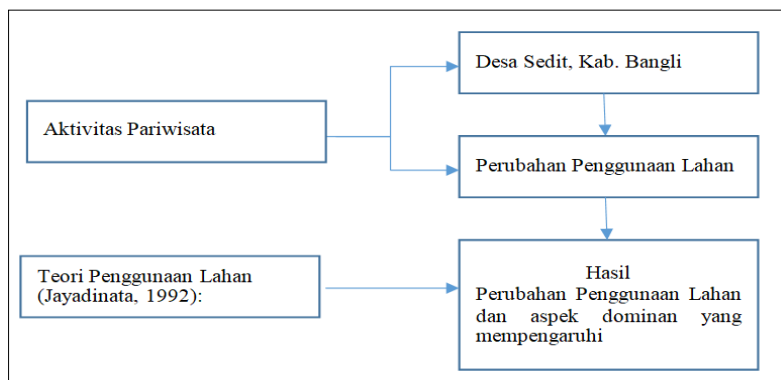 Desa Sedit, Kab. Bangli
Aktivitas Pariwisata
Perubahan Penggunaan Lahan
Teori Penggunaan Lahan
(Jayadinata, 1992):
Hasil
Perubahan Penggunaan Lahan
dan aspek dominan yang
mempengaruhi